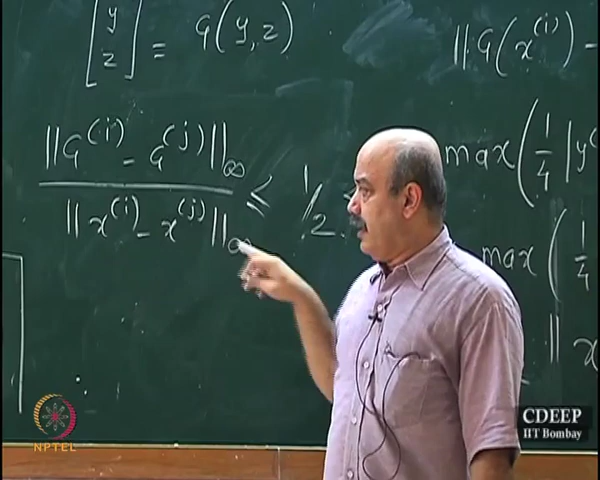 [y z] = G(y, z)
||G(x^(i) -
||G^(i) - G^(j)||_∞ / ||x^(i) - x^(j)||_∞ ≤ 1/2
max(1/4 |y^(
max(1/4
|| x
NPTEL
CDEEP
IIT Bombay